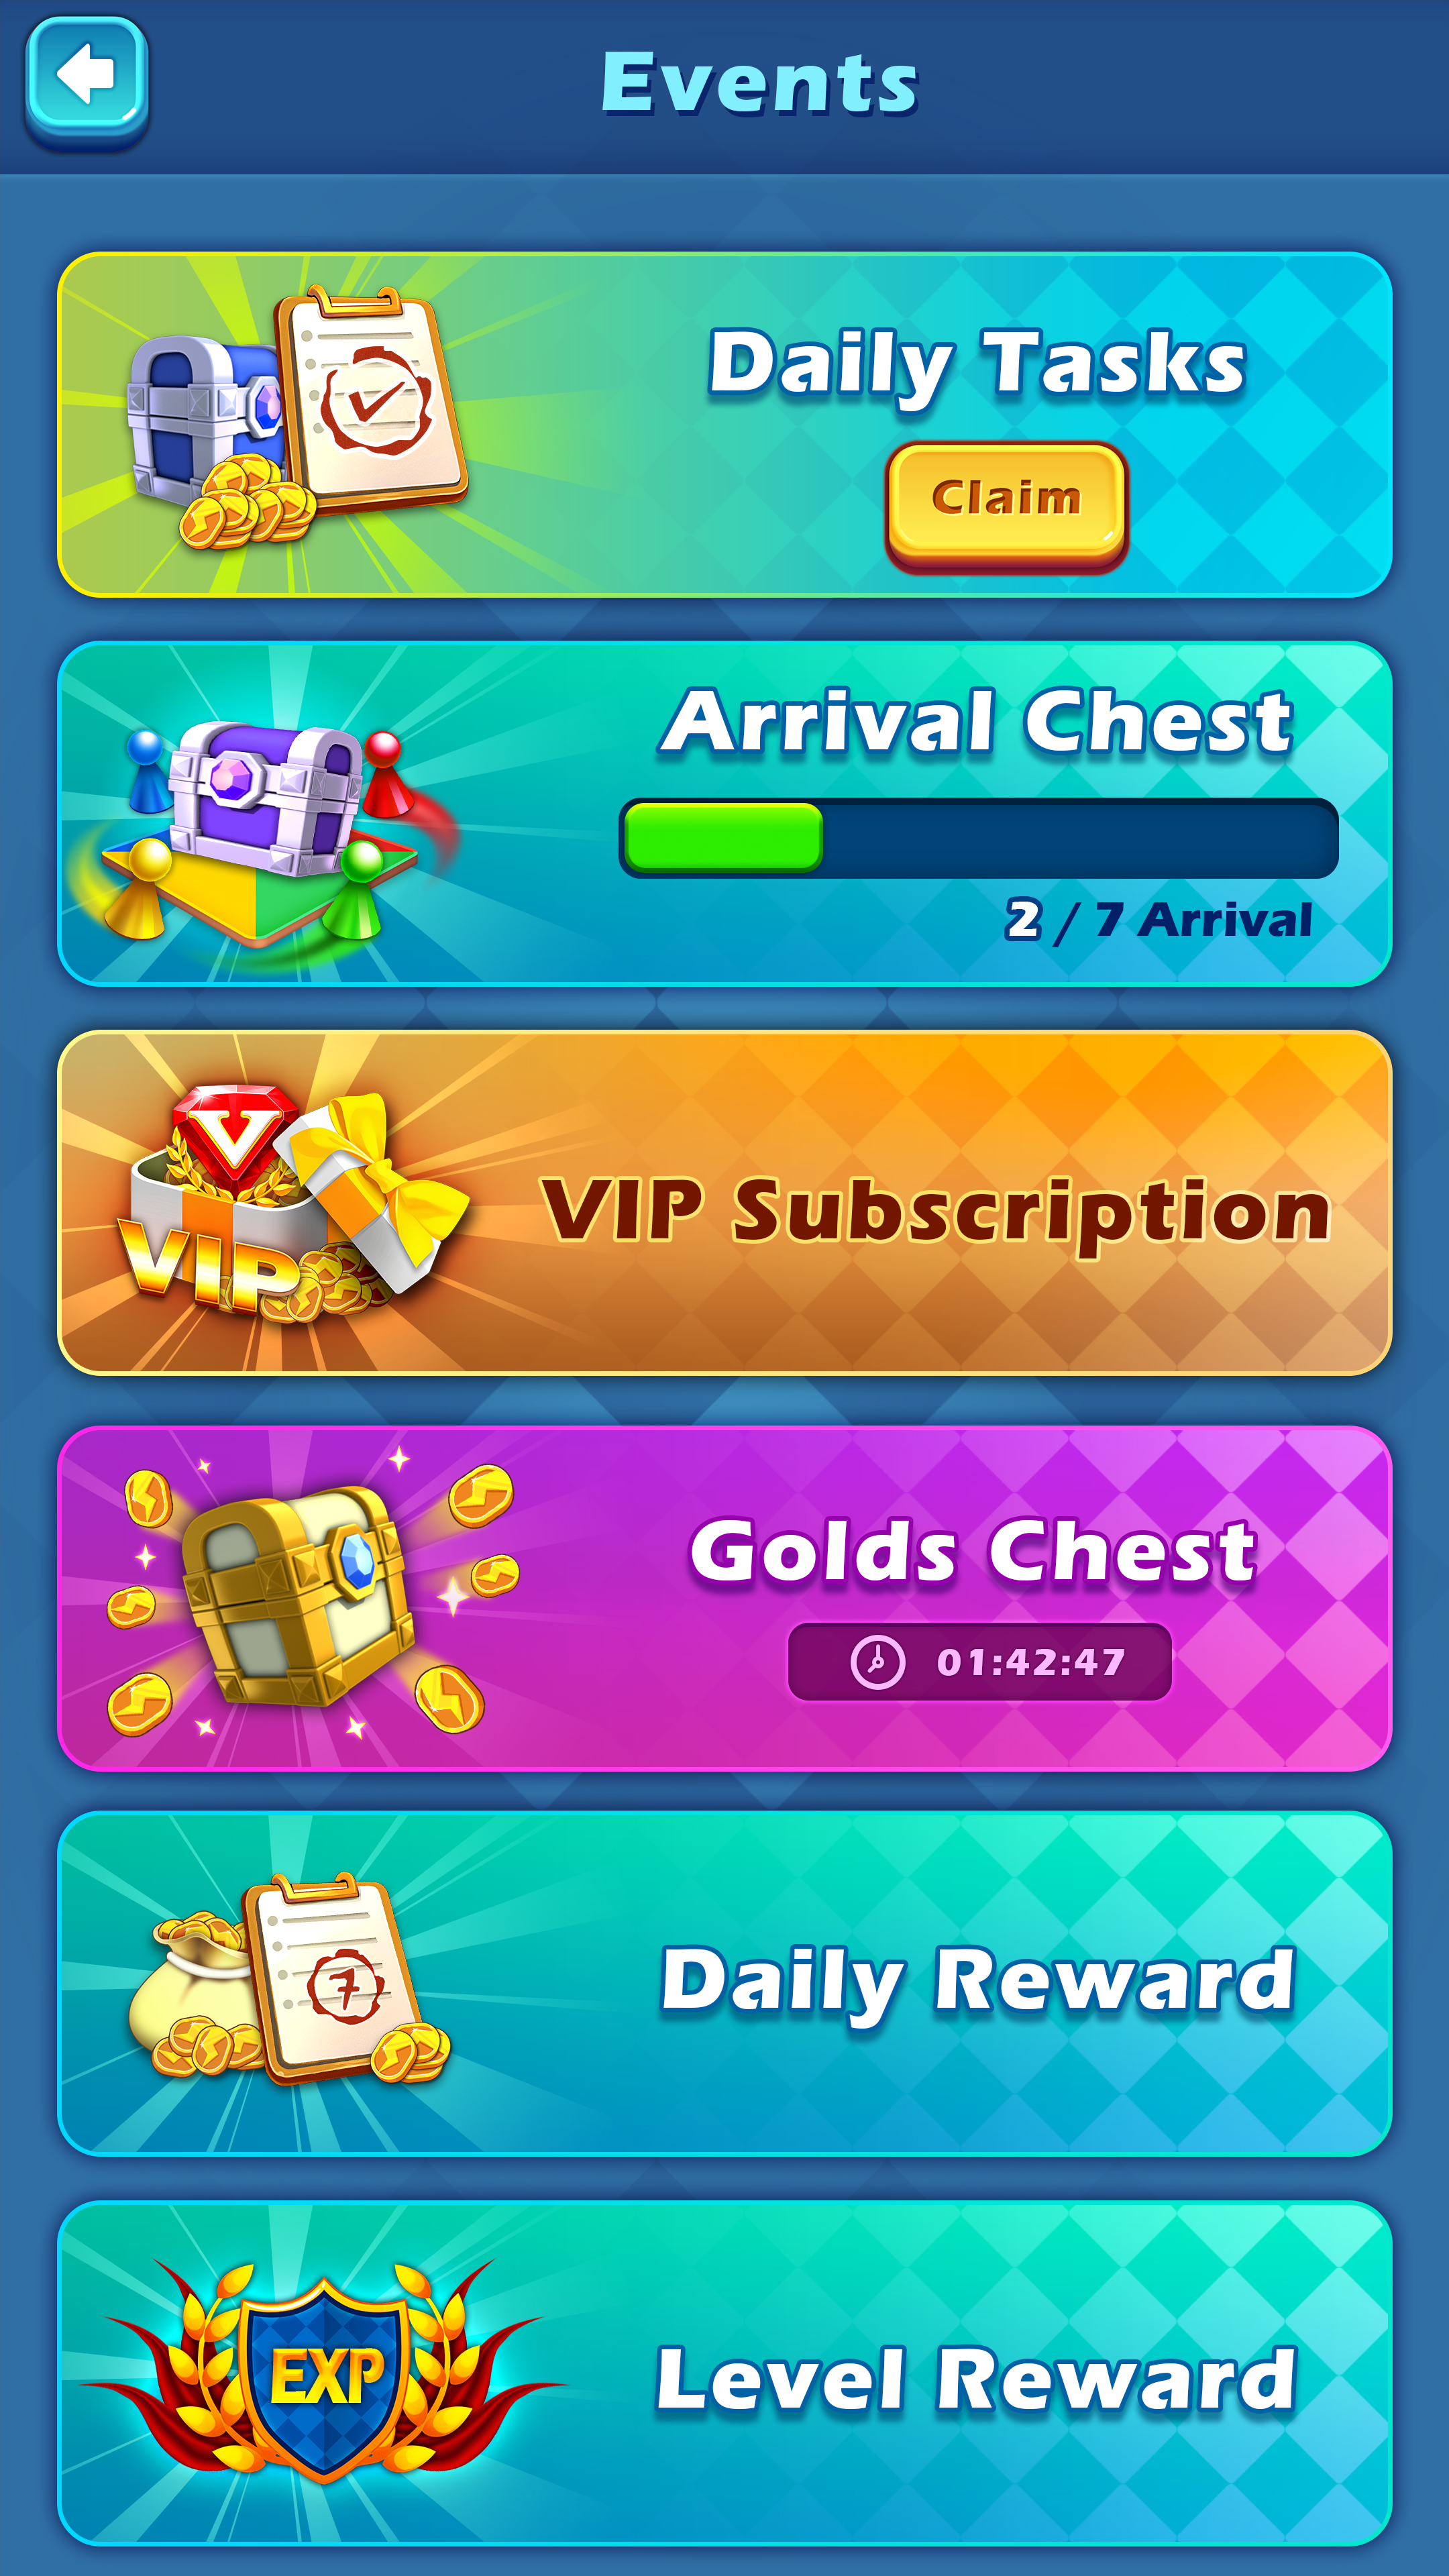 Events
Daily Tasks
Claim
Arrival Chest
2 / 7 Arrival
V
VIP
VIP Subscription
Golds Chest
01:42:47
7
Daily Reward
EXP
Level Reward